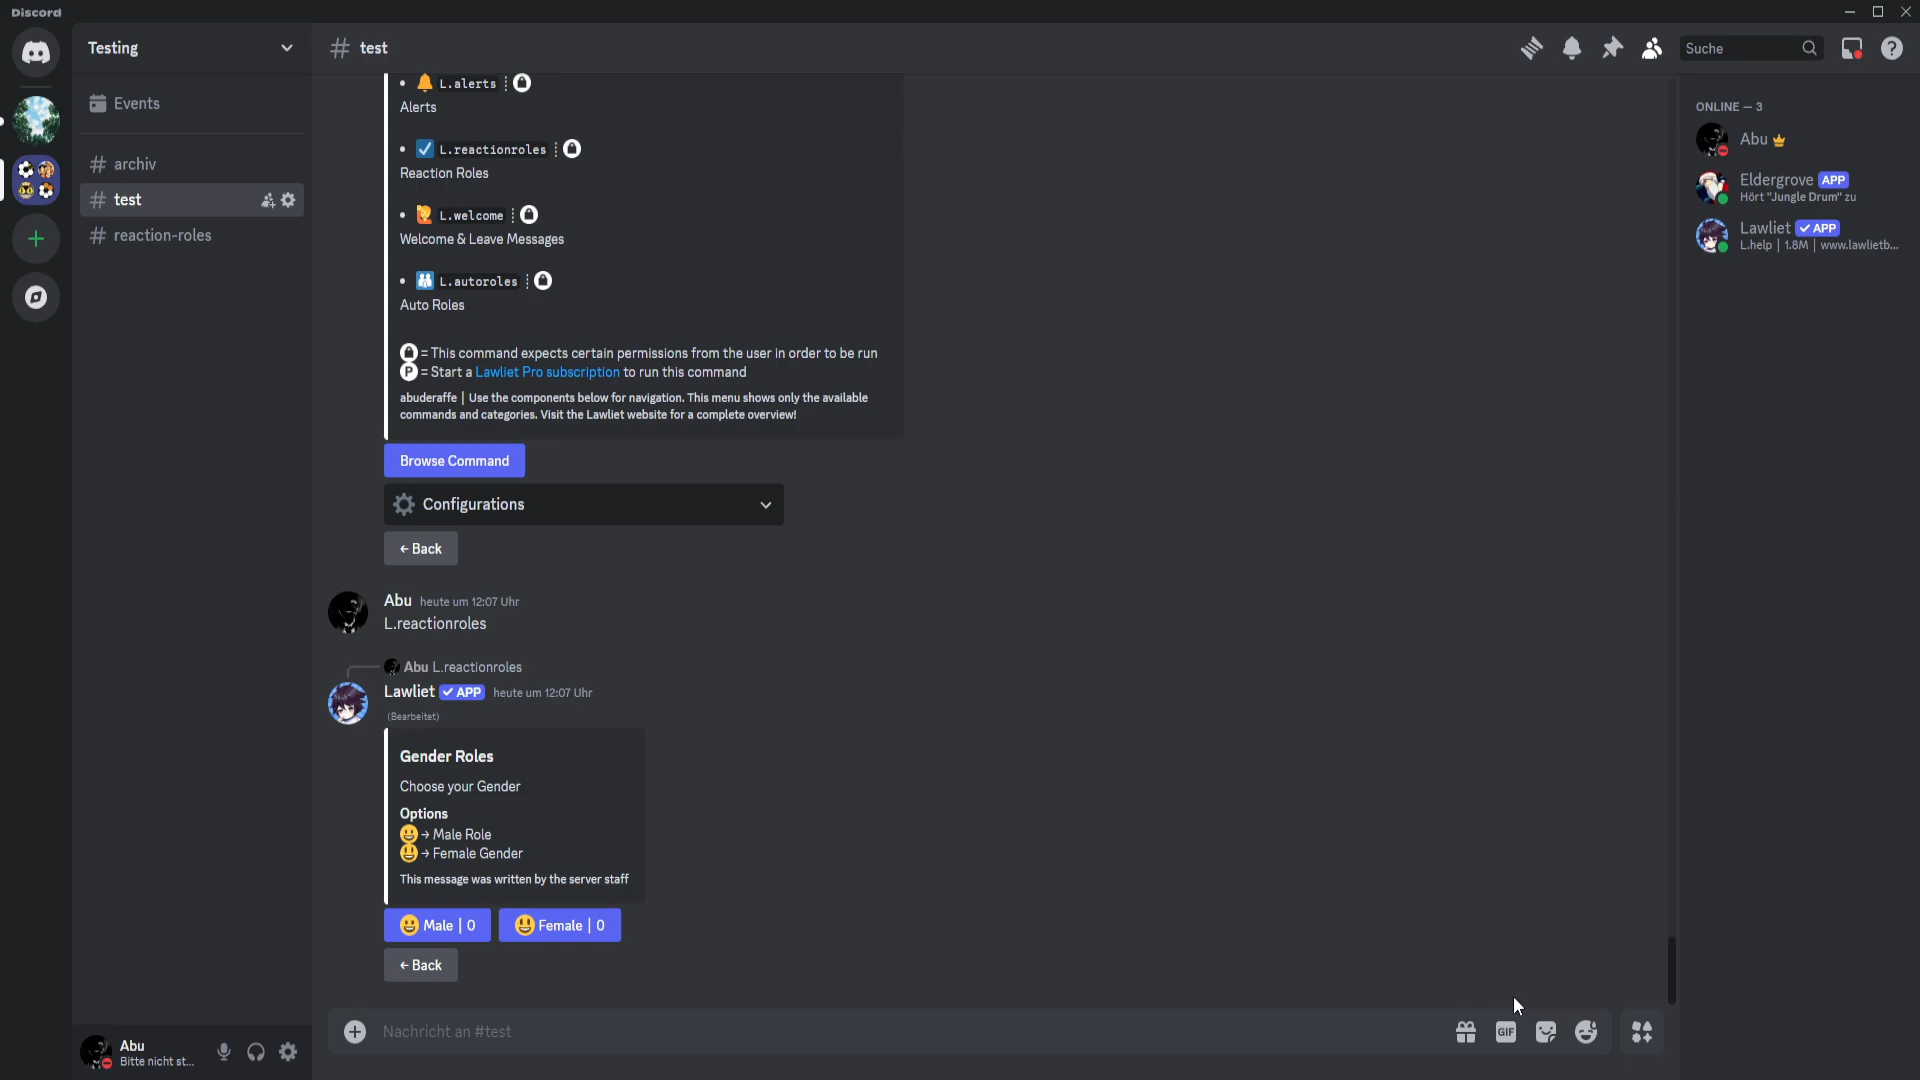 Discord
Testing
Events
archiv
test
reaction-roles
Abu
Bitte nicht st...
test
Suche
L.alerts
Alerts
L.reactionroles
Reaction Roles
L.welcome
Welcome & Leave Messages
L.autoroles
Auto Roles
= This command expects certain permissions from the user in order to be run
P = Start a Lawliet Pro subscription to run this command
abuderaffe | Use the components below for navigation. This menu shows only the available
commands and categories. Visit the Lawliet website for a complete overview!
Browse Command
Configurations
← Back
Abu heute um 12:07 Uhr
L.reactionroles
Abu L.reactionroles
Lawliet ✓ APP heute um 12:07 Uhr
(Bearbeitet)
Gender Roles
Choose your Gender
Options
😀 → Male Role
😃 → Female Gender
This message was written by the server staff
😀 Male | 0 😃 Female | 0
← Back
Nachricht an #test
GIF
ONLINE — 3
Abu
Eldergrove APP
Hört "Jungle Drum" zu
Lawliet ✓ APP
L.help | 1.8M | www.lawlietb...